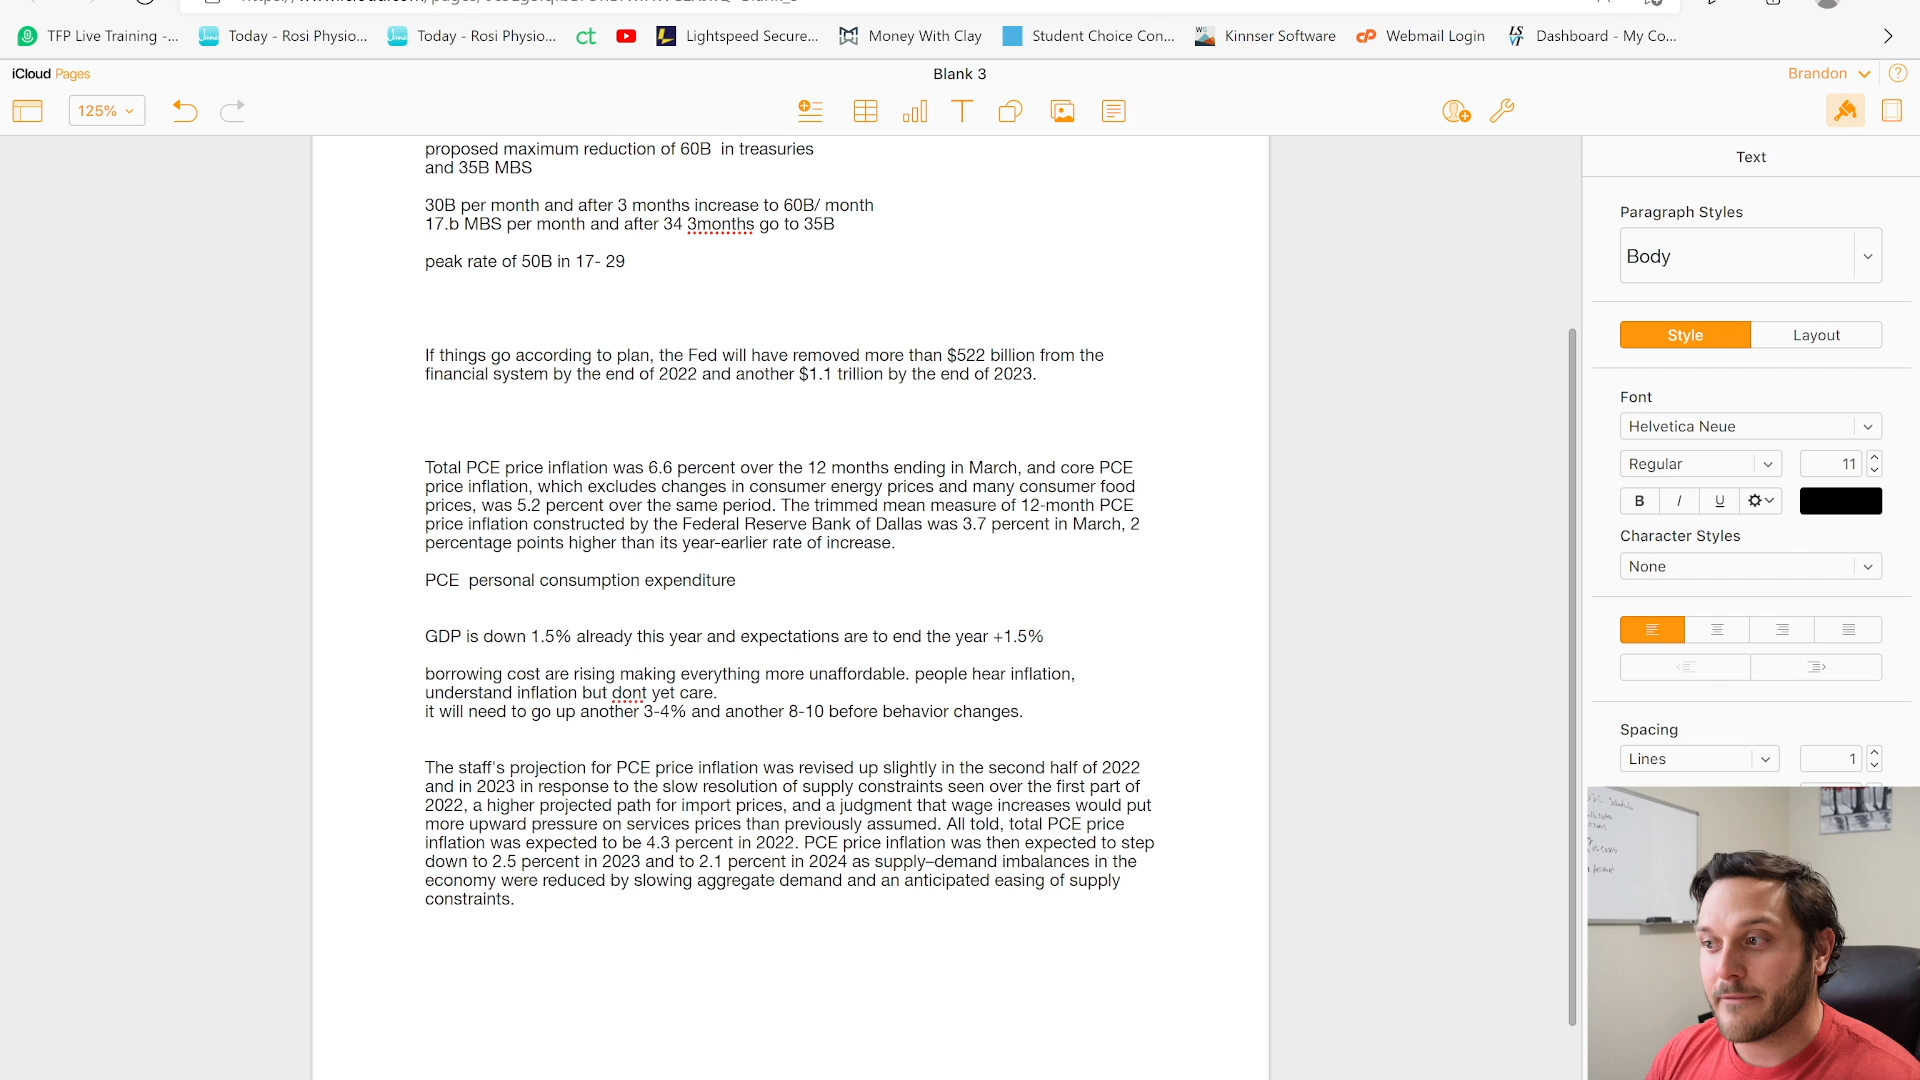 TFP Live Training -...
Today - Rosi Physio...
Today - Rosi Physio...
ct
Lightspeed Secure...
Money With Clay
Student Choice Con...
Kinnser Software
cP Webmail Login
Dashboard - My Co...
iCloud Pages
Blank 3
Brandon
?
125%
proposed maximum reduction of 60B  in treasuries
and 35B MBS
30B per month and after 3 months increase to 60B/ month
17.b MBS per month and after 34 3months go to 35B
peak rate of 50B in 17- 29
If things go according to plan, the Fed will have removed more than $522 billion from the
financial system by the end of 2022 and another $1.1 trillion by the end of 2023.
Total PCE price inflation was 6.6 percent over the 12 months ending in March, and core PCE
price inflation, which excludes changes in consumer energy prices and many consumer food
prices, was 5.2 percent over the same period. The trimmed mean measure of 12-month PCE
price inflation constructed by the Federal Reserve Bank of Dallas was 3.7 percent in March, 2
percentage points higher than its year-earlier rate of increase.
PCE  personal consumption expenditure
GDP is down 1.5% already this year and expectations are to end the year +1.5%
borrowing cost are rising making everything more unaffordable. people hear inflation,
understand inflation but dont yet care.
it will need to go up another 3-4% and another 8-10 before behavior changes.
The staff's projection for PCE price inflation was revised up slightly in the second half of 2022
and in 2023 in response to the slow resolution of supply constraints seen over the first part of
2022, a higher projected path for import prices, and a judgment that wage increases would put
more upward pressure on services prices than previously assumed. All told, total PCE price
inflation was expected to be 4.3 percent in 2022. PCE price inflation was then expected to step
down to 2.5 percent in 2023 and to 2.1 percent in 2024 as supply–demand imbalances in the
economy were reduced by slowing aggregate demand and an anticipated easing of supply
constraints.
Text
Paragraph Styles
Body
Style
Layout
Font
Helvetica Neue
Regular
11
B
I
U
Character Styles
None
Spacing
Lines
1